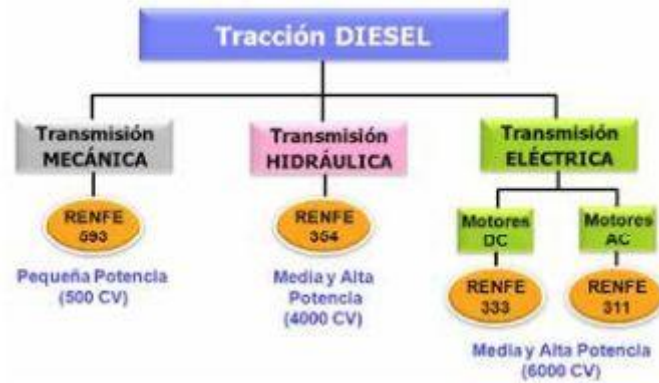 Tracción DIESEL
Transmisión
MECÁNICA
Transmisión
HIDRÁULICA
Transmisión
ELÉCTRICA
RENFE
593
RENFE
354
Motores
DC
Motores
AC
Pequeña Potencia
(500 CV)
Media y Alta
Potencia
(4000 CV)
RENFE
333
RENFE
311
Media y Alta Potencia
(6000 CV)